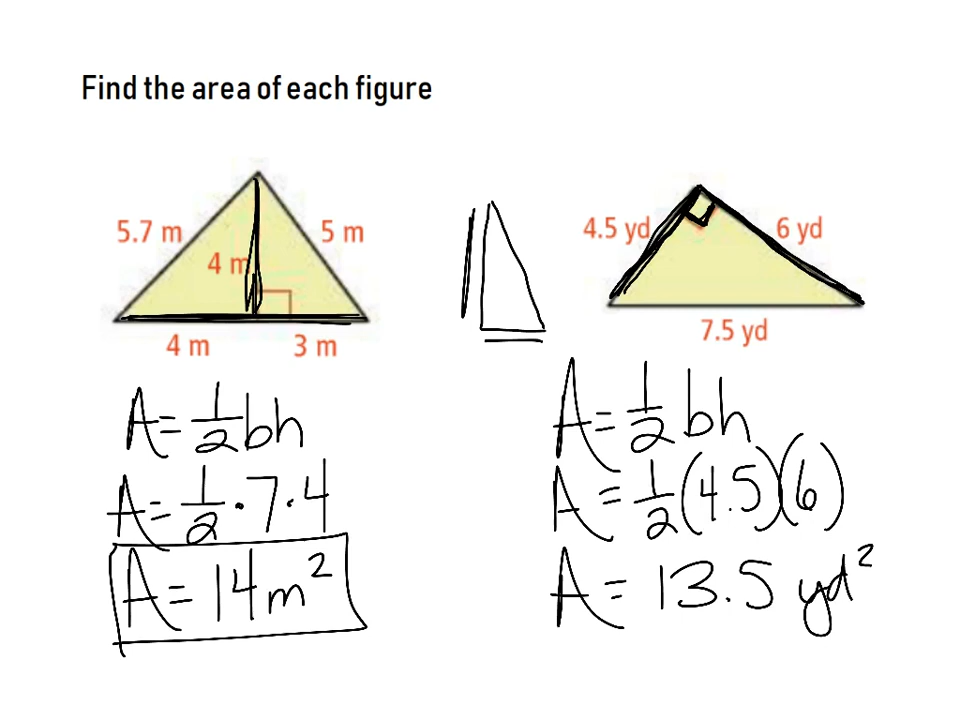 Find the area of each figure
5.7 m
4 m
5 m
4 m
3 m
A = 1/2 bh
A = 1/2 · 7 · 4
A = 14 m²
4.5 yd
6 yd
7.5 yd
A = 1/2 bh
A = 1/2 (4.5)(6)
A = 13.5 yd²